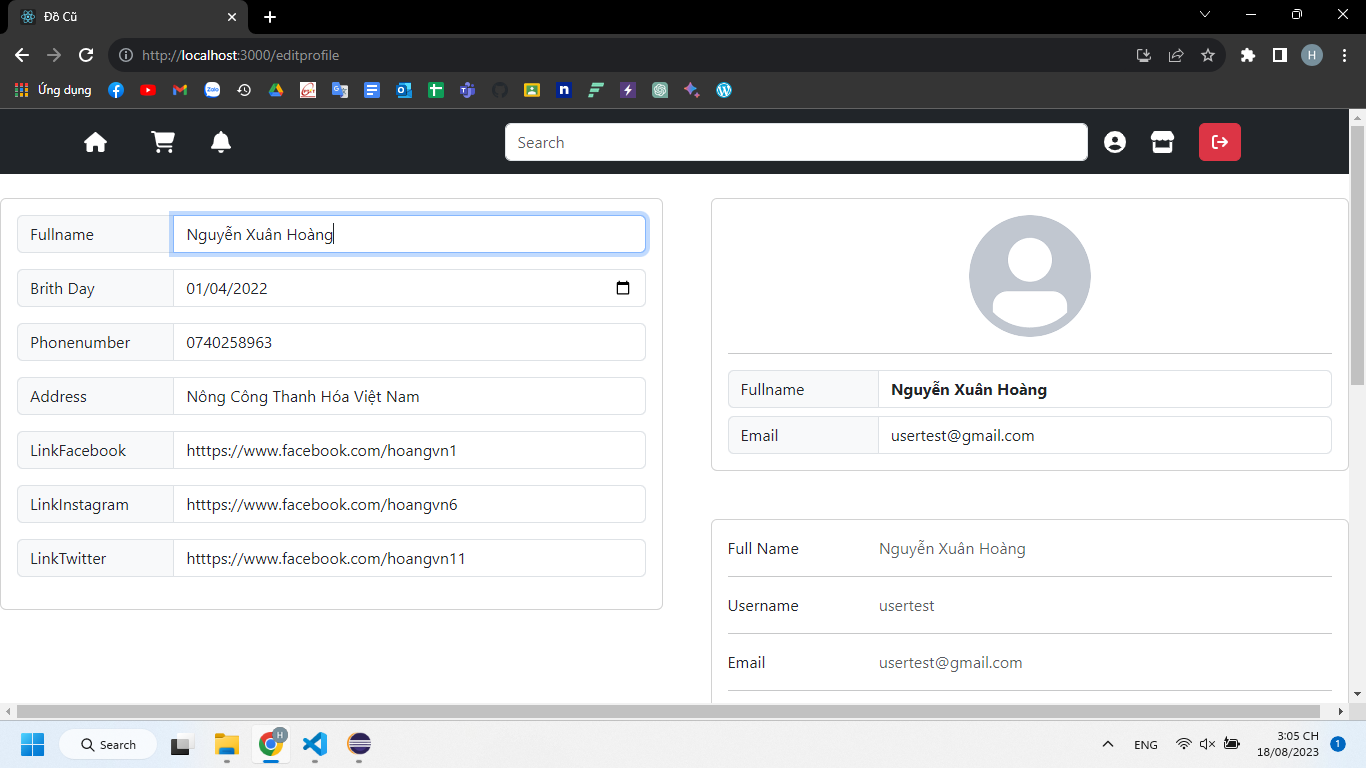 Đồ Cũ
http://localhost:3000/editprofile
H
Ứng dụng
Zalo
n
Search
Fullname Nguyễn Xuân Hoàng
Brith Day 01/04/2022
Phonenumber 0740258963
Address Nông Công Thanh Hóa Việt Nam
LinkFacebook htttps://www.facebook.com/hoangvn1
LinkInstagram htttps://www.facebook.com/hoangvn6
LinkTwitter htttps://www.facebook.com/hoangvn11
Fullname Nguyễn Xuân Hoàng
Email usertest@gmail.com
Full Name Nguyễn Xuân Hoàng
Username usertest
Email usertest@gmail.com
Search
H
ENG
3:05 CH
18/08/2023
1